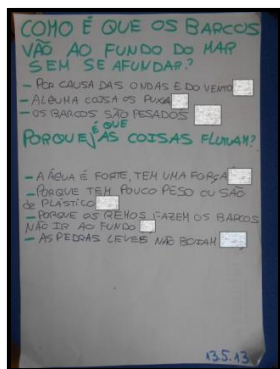 COMO É QUE OS BARCOS
VÃO AO FUNDO DO MAR
SEM SE AFUNDAR?
- POR CAUSA DAS ONDAS E DO VENTO
- ALGUMA COISA OS PUXA
- OS BARCOS SÃO PESADOS
PORQUE É QUE AS COISAS FLUTUAM?
- A ÁGUA É FORTE, TEM UMA FORÇA
- PORQUE TÊM POUCO PESO OU SÃO
de PLÁSTICO
- PORQUE OS REMOS FAZEM OS BARCOS
NÃO IR AO FUNDO
- AS PEDRAS LEVES NÃO BOIAM
13.5.13